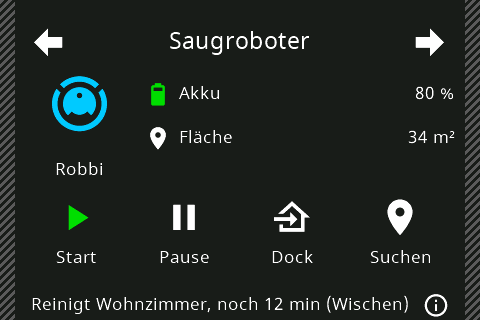 Saugroboter
Akku 80 %
Fläche 34 m²
Robbi
Start Pause Dock Suchen
Reinigt Wohnzimmer, noch 12 min (Wischen)